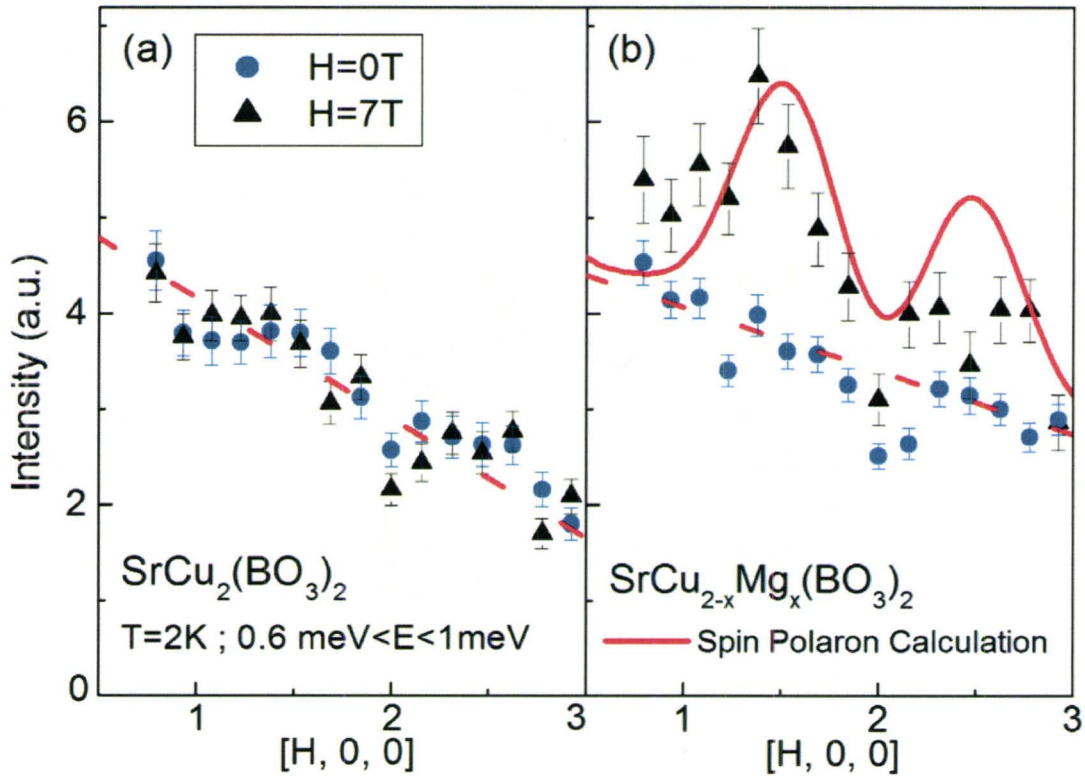 (a)
H=0T
H=7T
(b)
6
4
2
0
Intensity (a.u.)
SrCu₂(BO₃)₂
T=2K ; 0.6 meV<E<1meV
SrCu₂₋ₓMgₓ(BO₃)₂
Spin Polaron Calculation
1 2 3
1 2 3
[H, 0, 0]
[H, 0, 0]